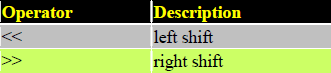 Operator Description
<< left shift
>> right shift